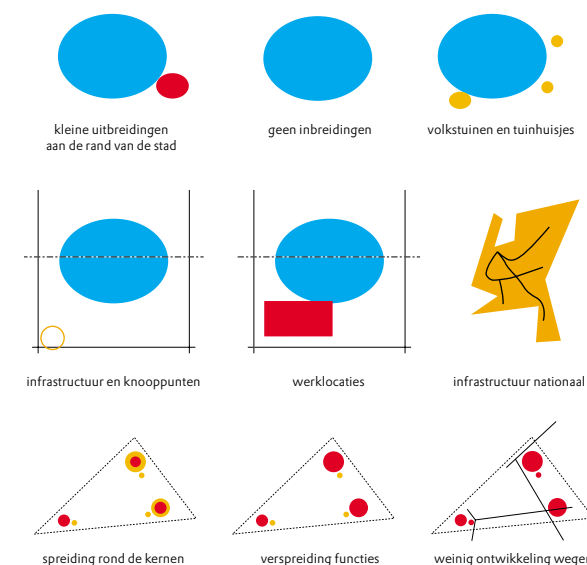 kleine uitbreidingen
aan de rand van de stad
geen inbreidingen
volkstuinen en tuinhuisjes
infrastructuur en knooppunten
werklocaties
infrastructuur nationaal
spreiding rond de kernen
verspreiding functies
weinig ontwikkeling wegen